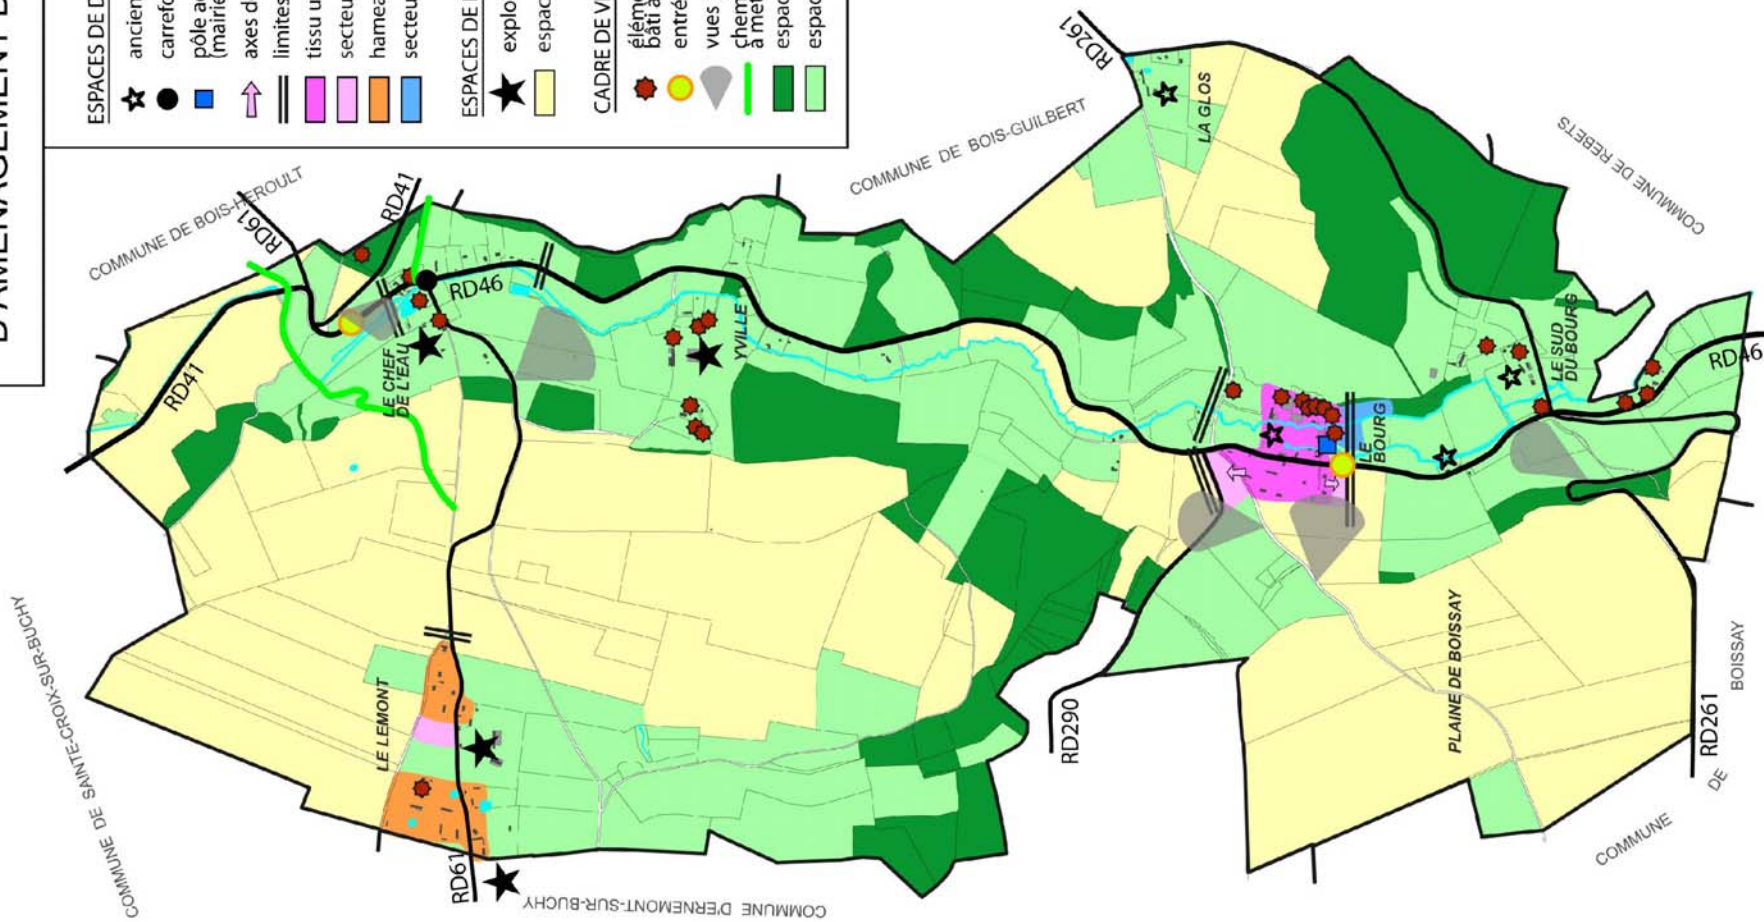 D'AMÉNAGEMENT
ESPACES DE D
ancien
carrefo
pôle a
(mairie
axes d
limites
tissu u
secteu
hamea
secteu
ESPACES DE
explo
espac
CADRE DE V
éléme
bâti à
entré
vues
chem
à met
espac
espac
RD261
LA GLOS
COMMUNE DE BOIS-GUILBERT
COMMUNE DE REBETS
COMMUNE DE BOIS-HEROULT
RD61
RD41
RD46
RD41
LE CHEF
DE L'EAU
YVILLE
LE SUD
DU BOURG
RD46
LE
BOURG
COMMUNE DE SAINTE-CROIX-SUR-BUCHY
LE LEMONT
RD61
COMMUNE D'ERNEMONT-SUR-BUCHY
RD290
PLAINE DE BOISSAY
RD261
COMMUNE
DE
BOISSAY